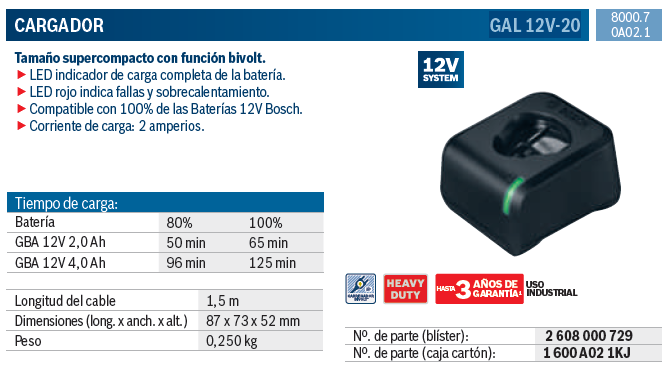 CARGADOR
GAL 12V-20
8000.7
0A02.1
Tamaño supercompacto con función bivolt.
LED indicador de carga completa de la batería.
LED rojo indica fallas y sobrecalentamiento.
Compatible con 100% de las Baterías 12V Bosch.
Corriente de carga: 2 amperios.
12V
SYSTEM
BOSCH
Tiempo de carga:
Batería 80% 100%
GBA 12V 2,0 Ah 50 min 65 min
GBA 12V 4,0 Ah 96 min 125 min
Longitud del cable 1,5 m
Dimensiones (long. x anch. x alt.) 87 x 73 x 52 mm
Peso 0,250 kg
HEAVY
DUTY
HASTA 3 AÑOS DE
GARANTÍA
USO
INDUSTRIAL
Nº. de parte (blíster): 2 608 000 729
Nº. de parte (caja cartón): 1 600 A02 1KJ